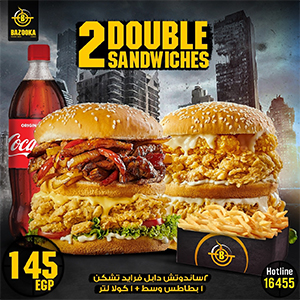 BAZOOKA
2 DOUBLE
SANDWICHES
ORIGINAL
Coca
B
145
EGP
٢ ساندوتش دابل فرايد تشكن
١ بطاطس وسط + ١ كولا لتر
Hotline
16455